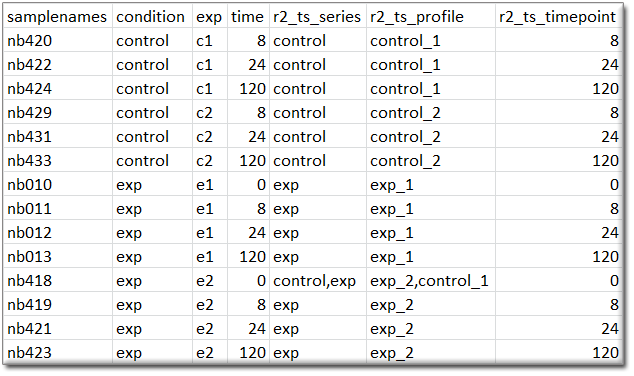 samplenames condition exp time r2_ts_series r2_ts_profile r2_ts_timepoint
nb420 control c1 8 control control_1 8
nb422 control c1 24 control control_1 24
nb424 control c1 120 control control_1 120
nb429 control c2 8 control control_2 8
nb431 control c2 24 control control_2 24
nb433 control c2 120 control control_2 120
nb010 exp e1 0 exp exp_1 0
nb011 exp e1 8 exp exp_1 8
nb012 exp e1 24 exp exp_1 24
nb013 exp e1 120 exp exp_1 120
nb418 exp e2 0 control,exp exp_2,control_1 0
nb419 exp e2 8 exp exp_2 8
nb421 exp e2 24 exp exp_2 24
nb423 exp e2 120 exp exp_2 120